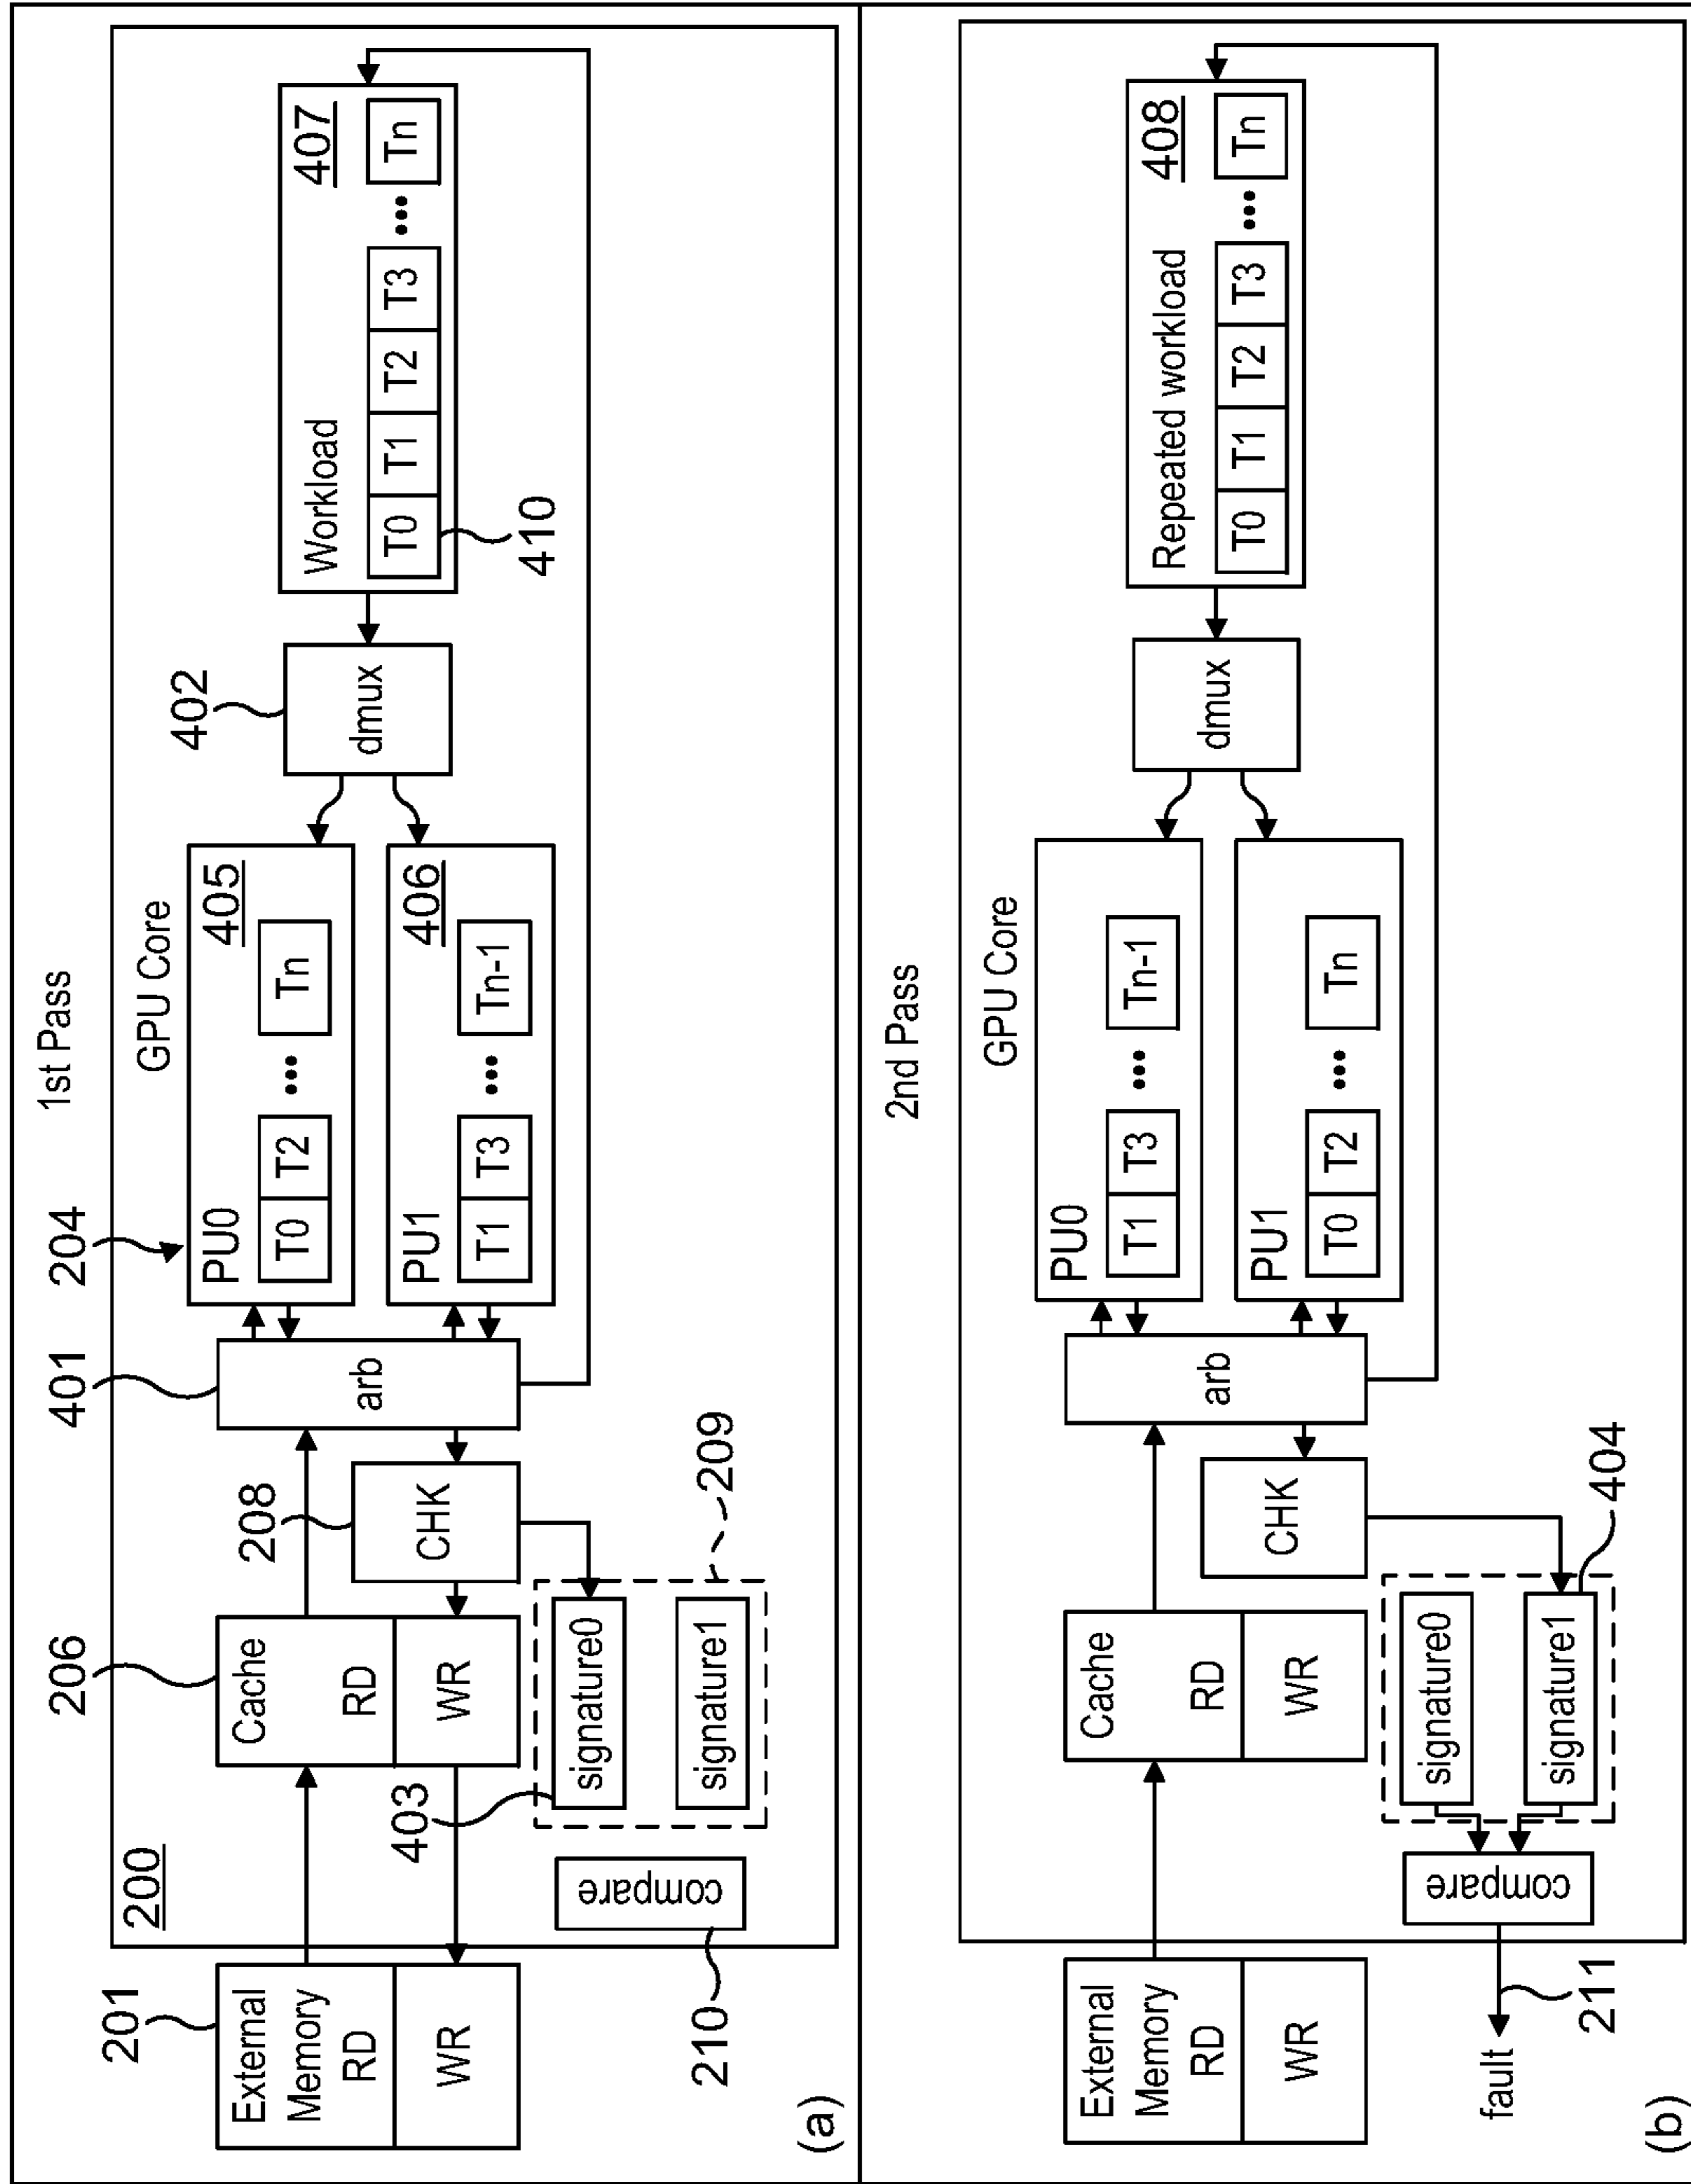 1st Pass
200
GPU Core
201
External
Memory
RD
WR
206
Cache
RD
WR
208
CHK
401
arb
204
PU0
405
T0 T2 ••• Tn
PU1
406
T1 T3 ••• Tn-1
402
dmux
Workload
407
T0 T1 T2 T3 ••• Tn
410
403
signature0
signature1
209
compare
210
(a)
2nd Pass
GPU Core
External
Memory
RD
WR
Cache
RD
WR
CHK
arb
PU0
T1 T3 ••• Tn-1
PU1
T0 T2 ••• Tn
dmux
Repeated workload
408
T0 T1 T2 T3 ••• Tn
signature0
signature1
404
compare
fault
211
(b)